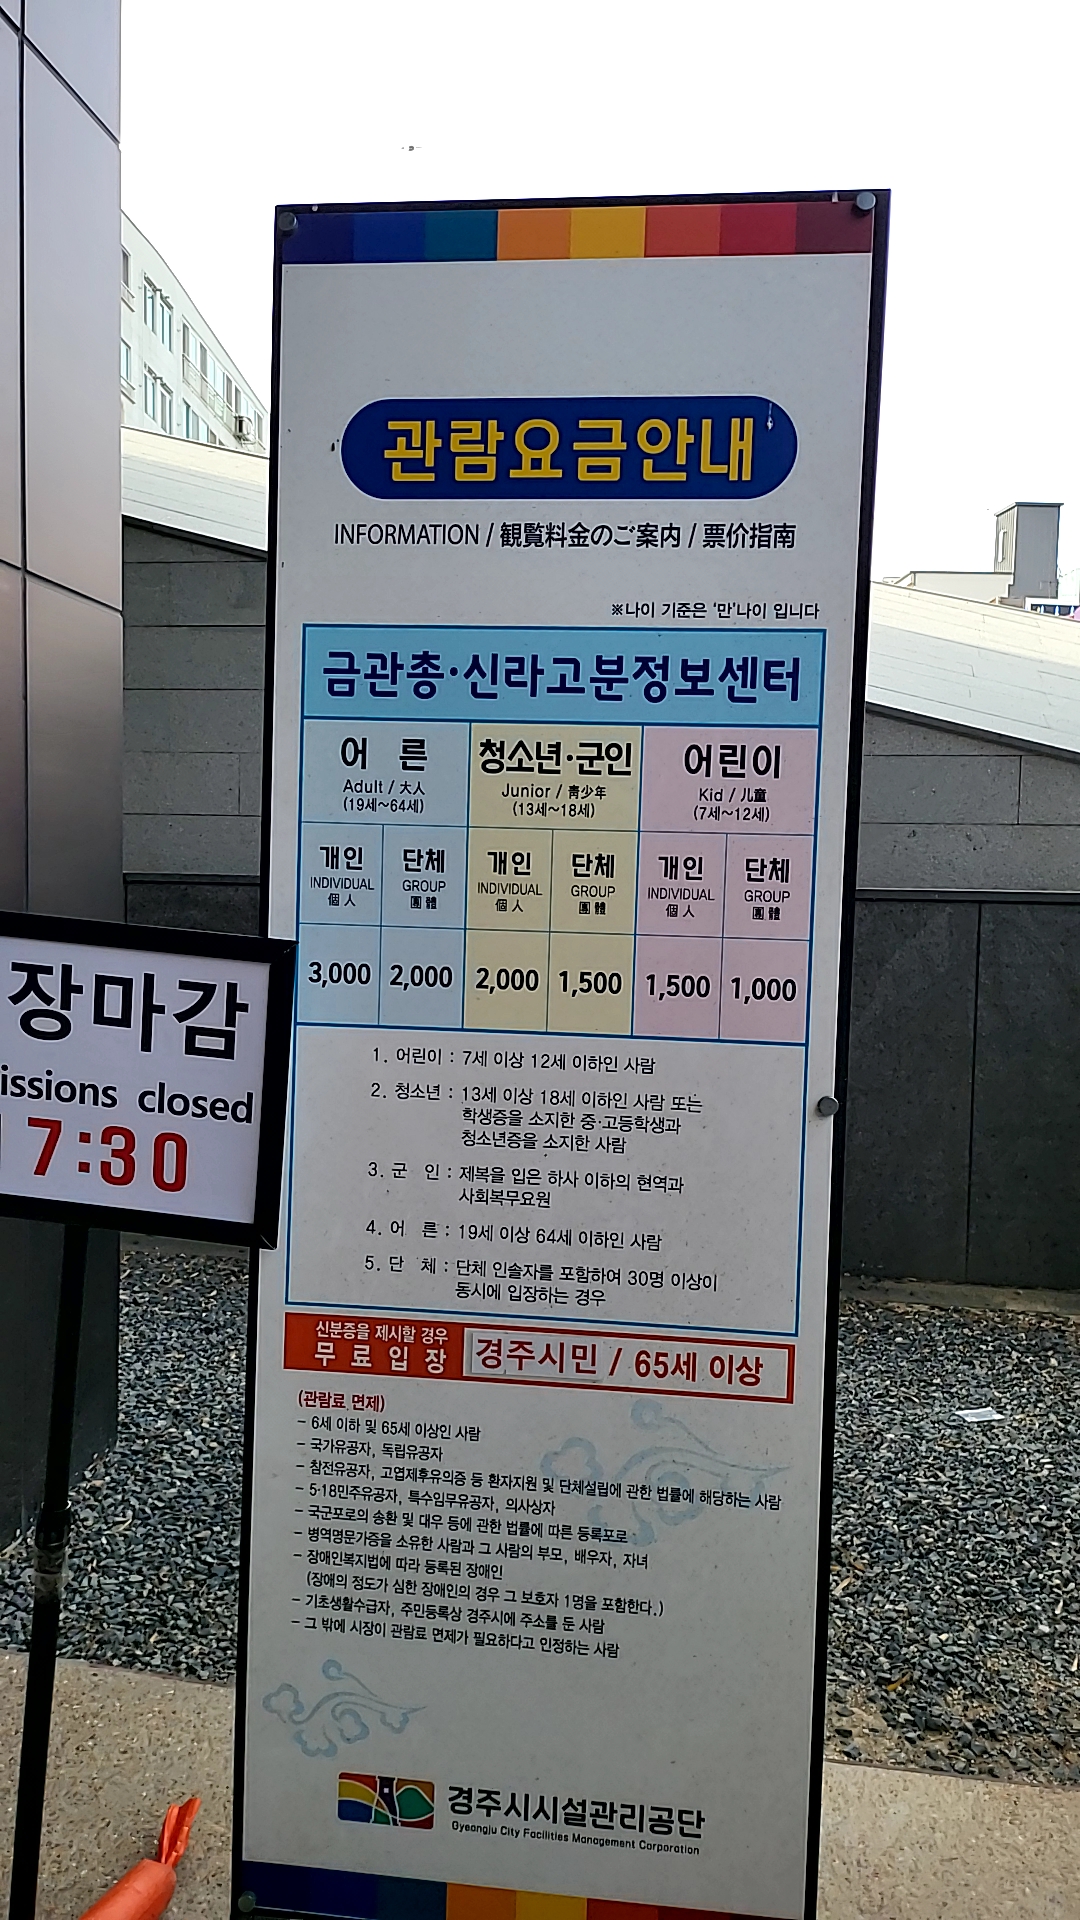 관람요금안내
INFORMATION / 観覧料金のご案内 / 票价指南
※나이 기준은 '만'나이 입니다
금관총·신라고분정보센터
어 른 청소년·군인 어린이
Adult / 大人 Junior / 靑少年 Kid / 儿童
(19세~64세) (13세~18세) (7세~12세)
개인 단체 개인 단체 개인 단체
INDIVIDUAL GROUP INDIVIDUAL GROUP INDIVIDUAL GROUP
個人 團體 個人 團體 個人 團體
3,000 2,000 2,000 1,500 1,500 1,000
1. 어린이 : 7세 이상 12세 이하인 사람
2. 청소년 : 13세 이상 18세 이하인 사람 또는
학생증을 소지한 중·고등학생과
청소년증을 소지한 사람
3. 군 인 : 제복을 입은 하사 이하의 현역과
사회복무요원
4. 어 른 : 19세 이상 64세 이하인 사람
5. 단 체 : 단체 인솔자를 포함하여 30명 이상이
동시에 입장하는 경우
신분증을 제시할 경우
무 료 입 장 경주시민 / 65세 이상
(관람료 면제)
- 6세 이하 및 65세 이상인 사람
- 국가유공자, 독립유공자
- 참전유공자, 고엽제후유의증 등 환자지원 및 단체설립에 관한 법률에 해당하는 사람
- 5·18민주유공자, 특수임무유공자, 의사상자
- 국군포로의 송환 및 대우 등에 관한 법률에 따른 등록포로
- 병역명문가증을 소유한 사람과 그 사람의 부모, 배우자, 자녀
- 장애인복지법에 따라 등록된 장애인
(장애의 정도가 심한 장애인의 경우 그 보호자 1명을 포함한다.)
- 기초생활수급자, 주민등록상 경주시에 주소를 둔 사람
- 그 밖에 시장이 관람료 면제가 필요하다고 인정하는 사람
경주시시설관리공단
Gyeongju City Facilities Management Corporation
장마감
issions closed
17:30